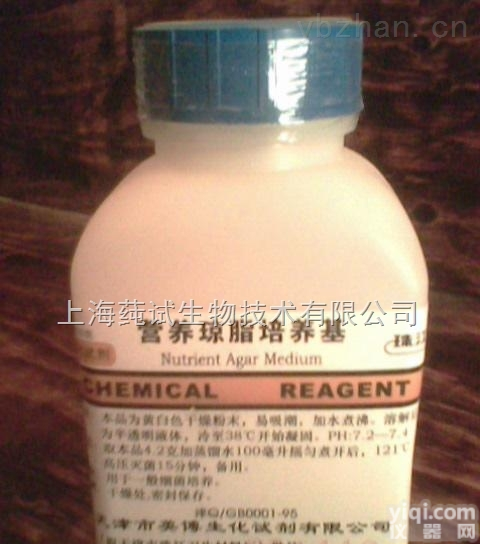 ybzhan.cn
上海莼试生物技术有限公司
营养琼脂培养基
珠江
Nutrient Agar Medium
CHEMICAL REAGENT
本品为黄白色干燥粉末，易吸潮，加水煮沸。溶解
为半透明液体，冷至38℃开始凝固。PH:7.2—7.4
取本品4.2克加蒸馏水100毫升摇匀煮开后，121℃
高压灭菌15分钟，备用。
用于一般细菌培养。
干燥处,密封保存。
津Q/GB0001-95
天津市英博生化试剂有限公司
yiqi.com
仪器网